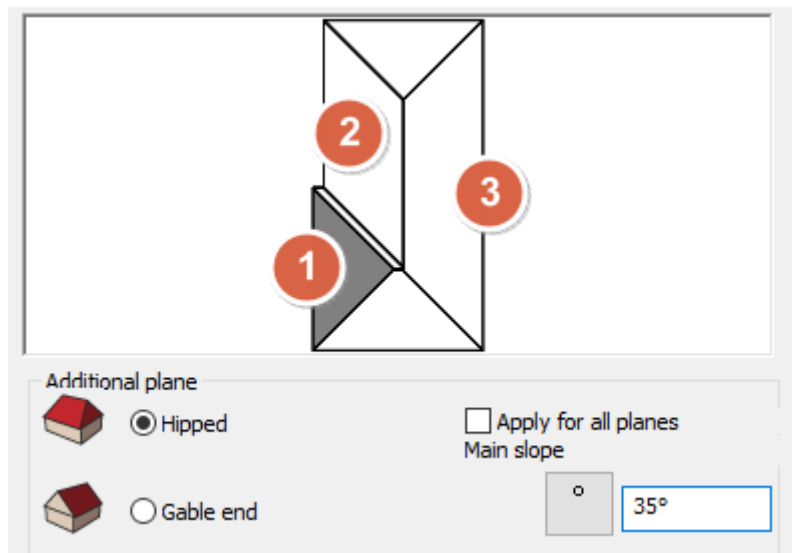 2
3
1
Additional plane
Hipped
Apply for all planes
Main slope
Gable end
°
35°